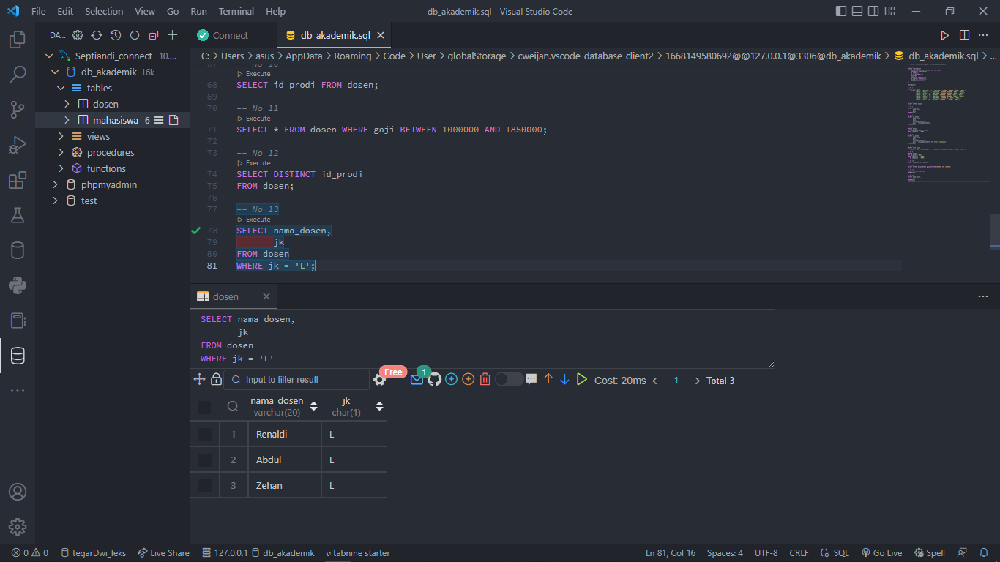 File Edit Selection View Go Run Terminal Help
db_akademik.sql - Visual Studio Code
DA...
Connect
db_akademik.sql
Septiandi_connect 10....
db_akademik 16k
tables
dosen
mahasiswa 6
views
procedures
functions
phpmyadmin
test
C: > Users > asus > AppData > Roaming > Code > User > globalStorage > cweijan.vscode-database-client2 > 1668149580692@@127.0.0.1@3306@db_akademik > db_akademik.sql > ...
67 -- No 10
Execute
68 SELECT id_prodi FROM dosen;
69
70 -- No 11
Execute
71 SELECT * FROM dosen WHERE gaji BETWEEN 1000000 AND 1850000;
72
73 -- No 12
Execute
74 SELECT DISTINCT id_prodi
75 FROM dosen;
76
77 -- No 13
Execute
78 SELECT nama_dosen,
79 jk
80 FROM dosen
81 WHERE jk = 'L';
dosen
SELECT nama_dosen,
jk
FROM dosen
WHERE jk = 'L'
Input to filter result
Free
1
Cost: 20ms < 1 > Total 3
nama_dosen jk
varchar(20) char(1)
1 Renaldi L
2 Abdul L
3 Zehan L
0 0 tegarDwi_leks Live Share 127.0.0.1 db_akademik tabnine starter
Ln 81, Col 16 Spaces: 4 UTF-8 CRLF {} SQL Go Live Spell